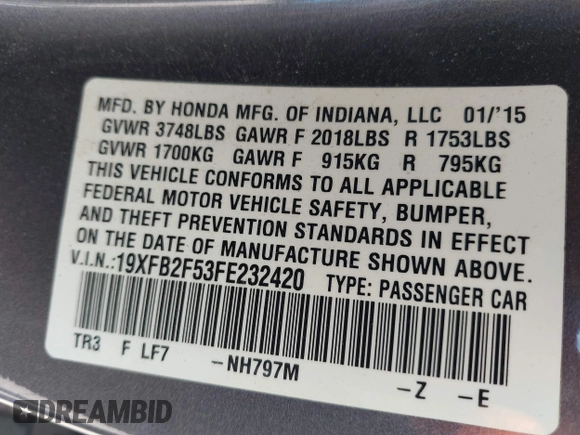 MFD. BY HONDA MFG. OF INDIANA, LLC 01/'15
GVWR 3748LBS GAWR F 2018LBS R 1753LBS
GVWR 1700KG GAWR F 915KG R 795KG
THIS VEHICLE CONFORMS TO ALL APPLICABLE
FEDERAL MOTOR VEHICLE SAFETY, BUMPER,
AND THEFT PREVENTION STANDARDS IN EFFECT
ON THE DATE OF MANUFACTURE SHOWN ABOVE.
V.I.N.:19XFB2F53FE232420 TYPE: PASSENGER CAR
TR3 F LF7 -NH797M -Z -E
DREAMBID